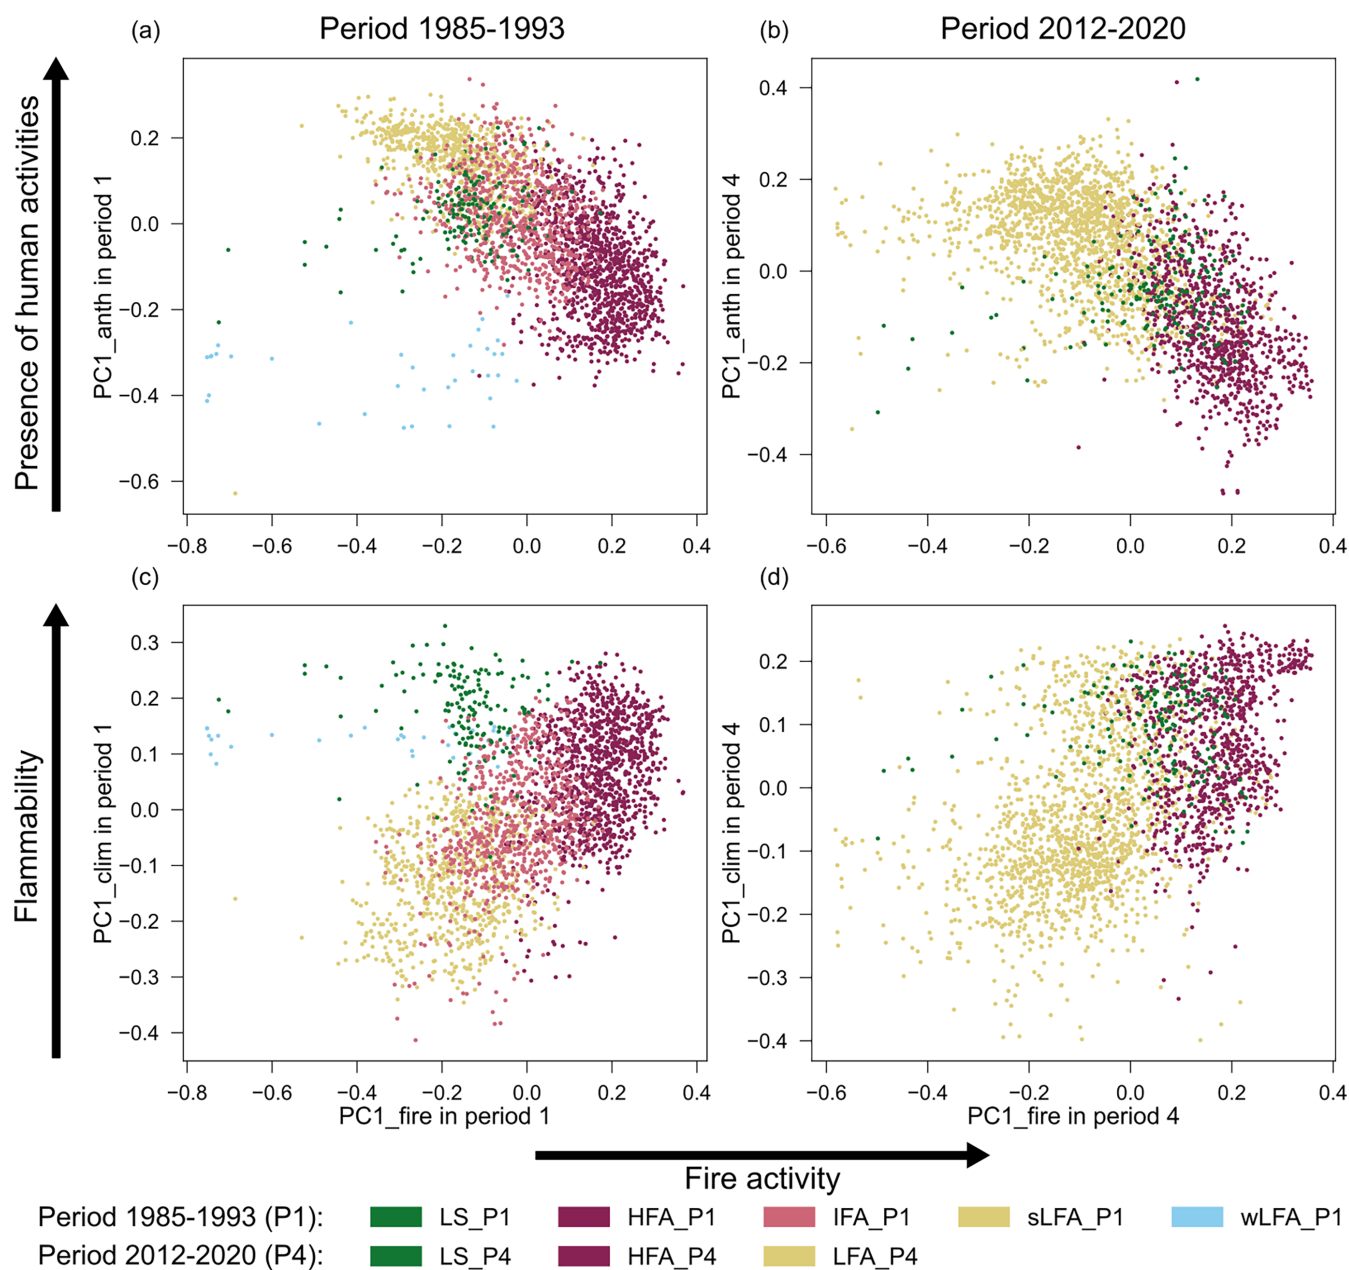 (a) Period 1985-1993 (b) Period 2012-2020
Presence of human activities
PC1_anth in period 1
0.2
0.0
−0.2
−0.4
−0.6
−0.8 −0.6 −0.4 −0.2 0.0 0.2 0.4
PC1_anth in period 4
0.4
0.2
0.0
−0.2
−0.4
−0.6 −0.4 −0.2 0.0 0.2 0.4
(c) (d)
Flammability
PC1_clim in period 1
0.3
0.2
0.1
0.0
−0.1
−0.2
−0.3
−0.4
−0.8 −0.6 −0.4 −0.2 0.0 0.2 0.4
PC1_fire in period 1
PC1_clim in period 4
0.2
0.1
0.0
−0.1
−0.2
−0.3
−0.4
−0.6 −0.4 −0.2 0.0 0.2 0.4
PC1_fire in period 4
Fire activity
Period 1985-1993 (P1): LS_P1 HFA_P1 IFA_P1 sLFA_P1 wLFA_P1
Period 2012-2020 (P4): LS_P4 HFA_P4 LFA_P4